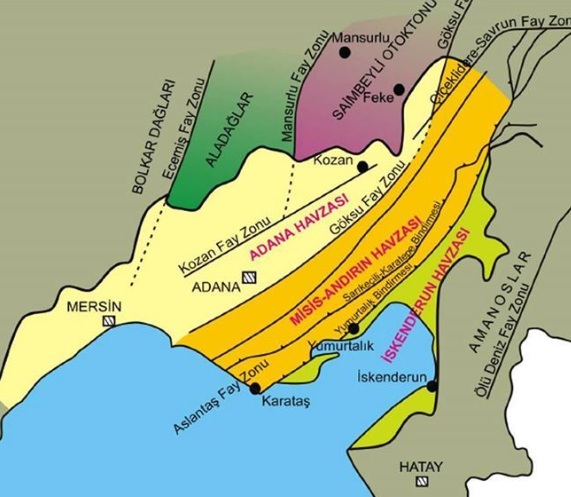 Mansurlu
Göksu Fay Zonu
Çiçeklidere-Savrun Fay Zonu
SAİMBEYLİ OTOKTONU
Feke
Mansurlu Fay Zonu
ALADAĞLAR
Ecemiş Fay Zonu
BOLKAR DAĞLARI
Kozan
Kozan Fay Zonu
ADANA HAVZASI
Göksu Fay Zonu
ADANA
MERSİN
MİSİS-ANDIRIN HAVZASI
Sarıkeçili-Karatepe Bindirmesi
Yumurtalık Bindirmesi
İSKENDERUN HAVZASI
Yumurtalık
Aslantaş Fay Zonu
Karataş
İskenderun
AMANOSLAR
Ölü Deniz Fay Zonu
HATAY